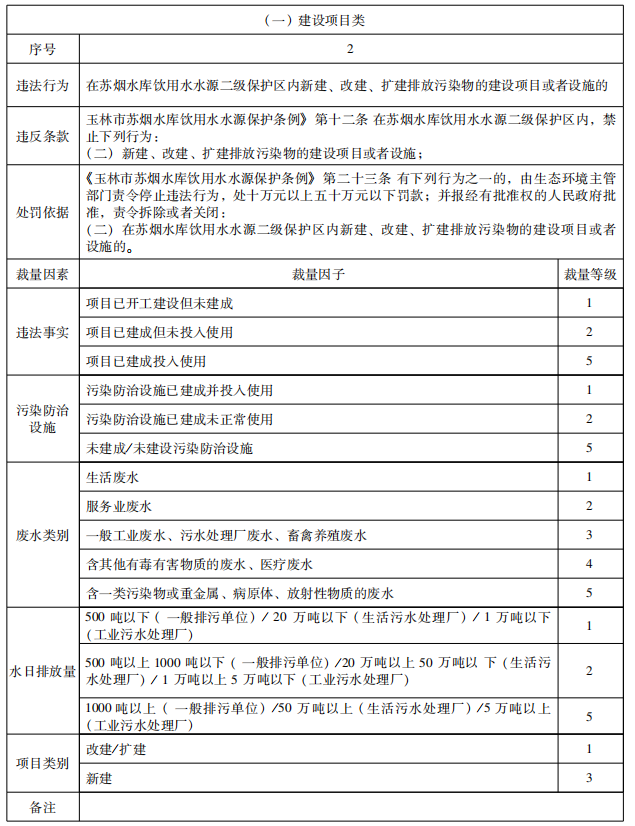 (一) 建设项目类
序号 2
违法行为 在苏烟水库饮用水水源二级保护区内新建、改建、扩建排放污染物的建设项目或者设施的
违反条款 玉林市苏烟水库饮用水水源保护条例》第十二条 在苏烟水库饮用水水源二级保护区内，禁
止下列行为：
(二）新建、改建、扩建排放污染物的建设项目或者设施；
处罚依据 《玉林市苏烟水库饮用水水源保护条例》第二十三条 有下列行为之一的，由生态环境主管
部门责令停止违法行为，处十万元以上五十万元以下罚款；并报经有批准权的人民政府批
准，责令拆除或者关闭：
(二）在苏烟水库饮用水水源二级保护区内新建、改建、扩建排放污染物的建设项目或者
设施的。
裁量因素 裁量因子 裁量等级
违法事实
项目已开工建设但未建成 1
项目已建成但未投入使用 2
项目已建成投入使用 5
污染防治
设施
污染防治设施已建成并投入使用 1
污染防治设施已建成未正常使用 2
未建成/未建设污染防治设施 5
废水类别
生活废水 1
服务业废水 2
一般工业废水、污水处理厂废水、畜禽养殖废水 3
含其他有毒有害物质的废水、医疗废水 4
含一类污染物或重金属、病原体、放射性物质的废水 5
水日排放量
500 吨以下 ( 一般排污单位) / 20 万吨以下 (生活污水处理厂) / 1 万吨以下
(工业污水处理厂) 1
500 吨以上 1000 吨以下 ( 一般排污单位) /20 万吨以上 50 万吨以 下 (生活污
水处理厂) / 1 万吨以上 5 万吨以下 (工业污水处理厂) 2
1000 吨以上 ( 一般排污单位) /50 万吨以上 (生活污水处理厂) /5 万吨以上
(工业污水处理厂) 5
项目类别
改建/扩建 1
新建 3
备注